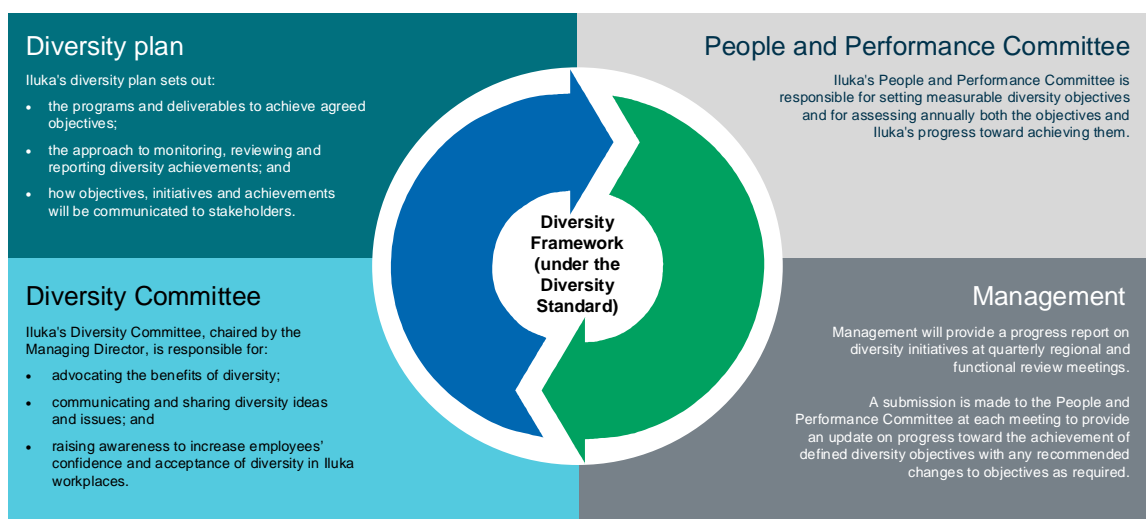 Diversity plan
Iluka's diversity plan sets out:
• the programs and deliverables to achieve agreed
objectives;
• the approach to monitoring, reviewing and
reporting diversity achievements; and
• how objectives, initiatives and achievements
will be communicated to stakeholders.
People and Performance Committee
Iluka's People and Performance Committee is
responsible for setting measurable diversity objectives
and for assessing annually both the objectives and
Iluka's progress toward achieving them.
Diversity
Framework
(under the
Diversity
Standard)
Diversity Committee
Iluka's Diversity Committee, chaired by the
Managing Director, is responsible for:
• advocating the benefits of diversity;
• communicating and sharing diversity ideas
and issues; and
• raising awareness to increase employees'
confidence and acceptance of diversity in Iluka
workplaces.
Management
Management will provide a progress report on
diversity initiatives at quarterly regional and
functional review meetings.
A submission is made to the People and
Performance Committee at each meeting to provide
an update on progress toward the achievement of
defined diversity objectives with any recommended
changes to objectives as required.